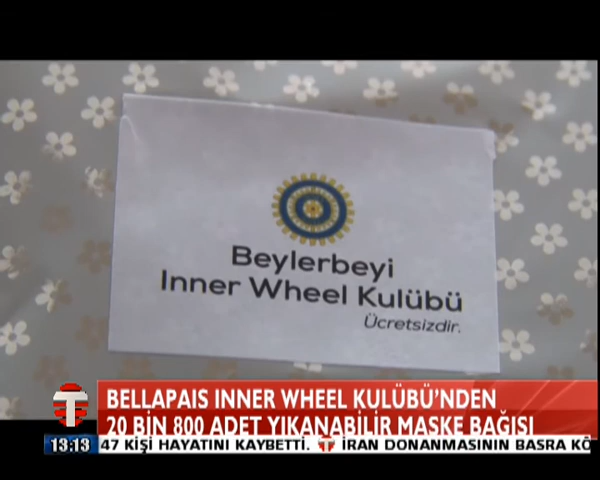 Beylerbeyi
Inner Wheel Kulübü
Ücretsizdir.
BELLAPAIS INNER WHEEL KULÜBÜ'NDEN
20 BİN 800 ADET YIKANABİLİR MASKE BAĞIŞI
13:13 47 KİŞİ HAYATINI KAYBETTİ. İRAN DONANMASININ BASRA KÖ